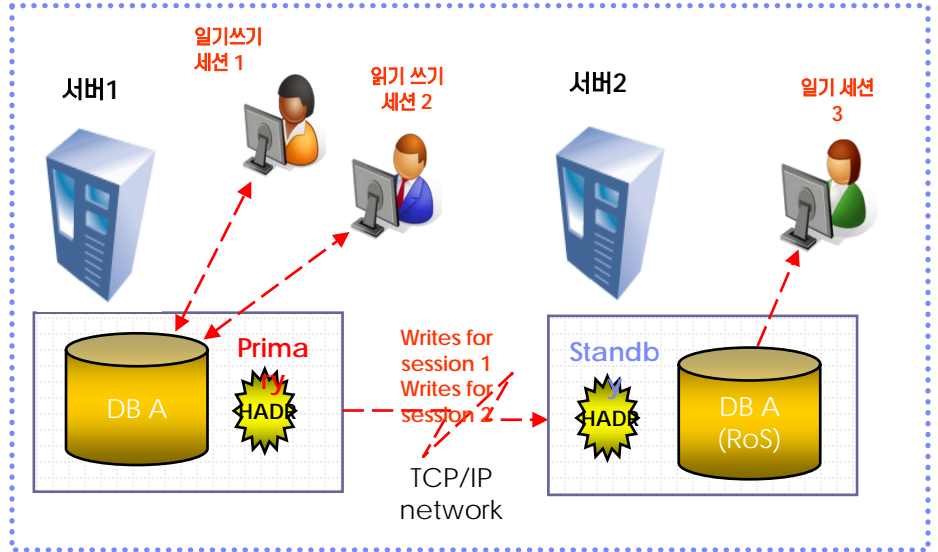 일기쓰기
세션 1
읽기 쓰기
세션 2
서버1
서버2
일기 세션
3
DB A
Prima
ry
HADR
Writes for
session 1
Writes for
session 2
TCP/IP
network
Standb
y
HADR
DB A
(RoS)